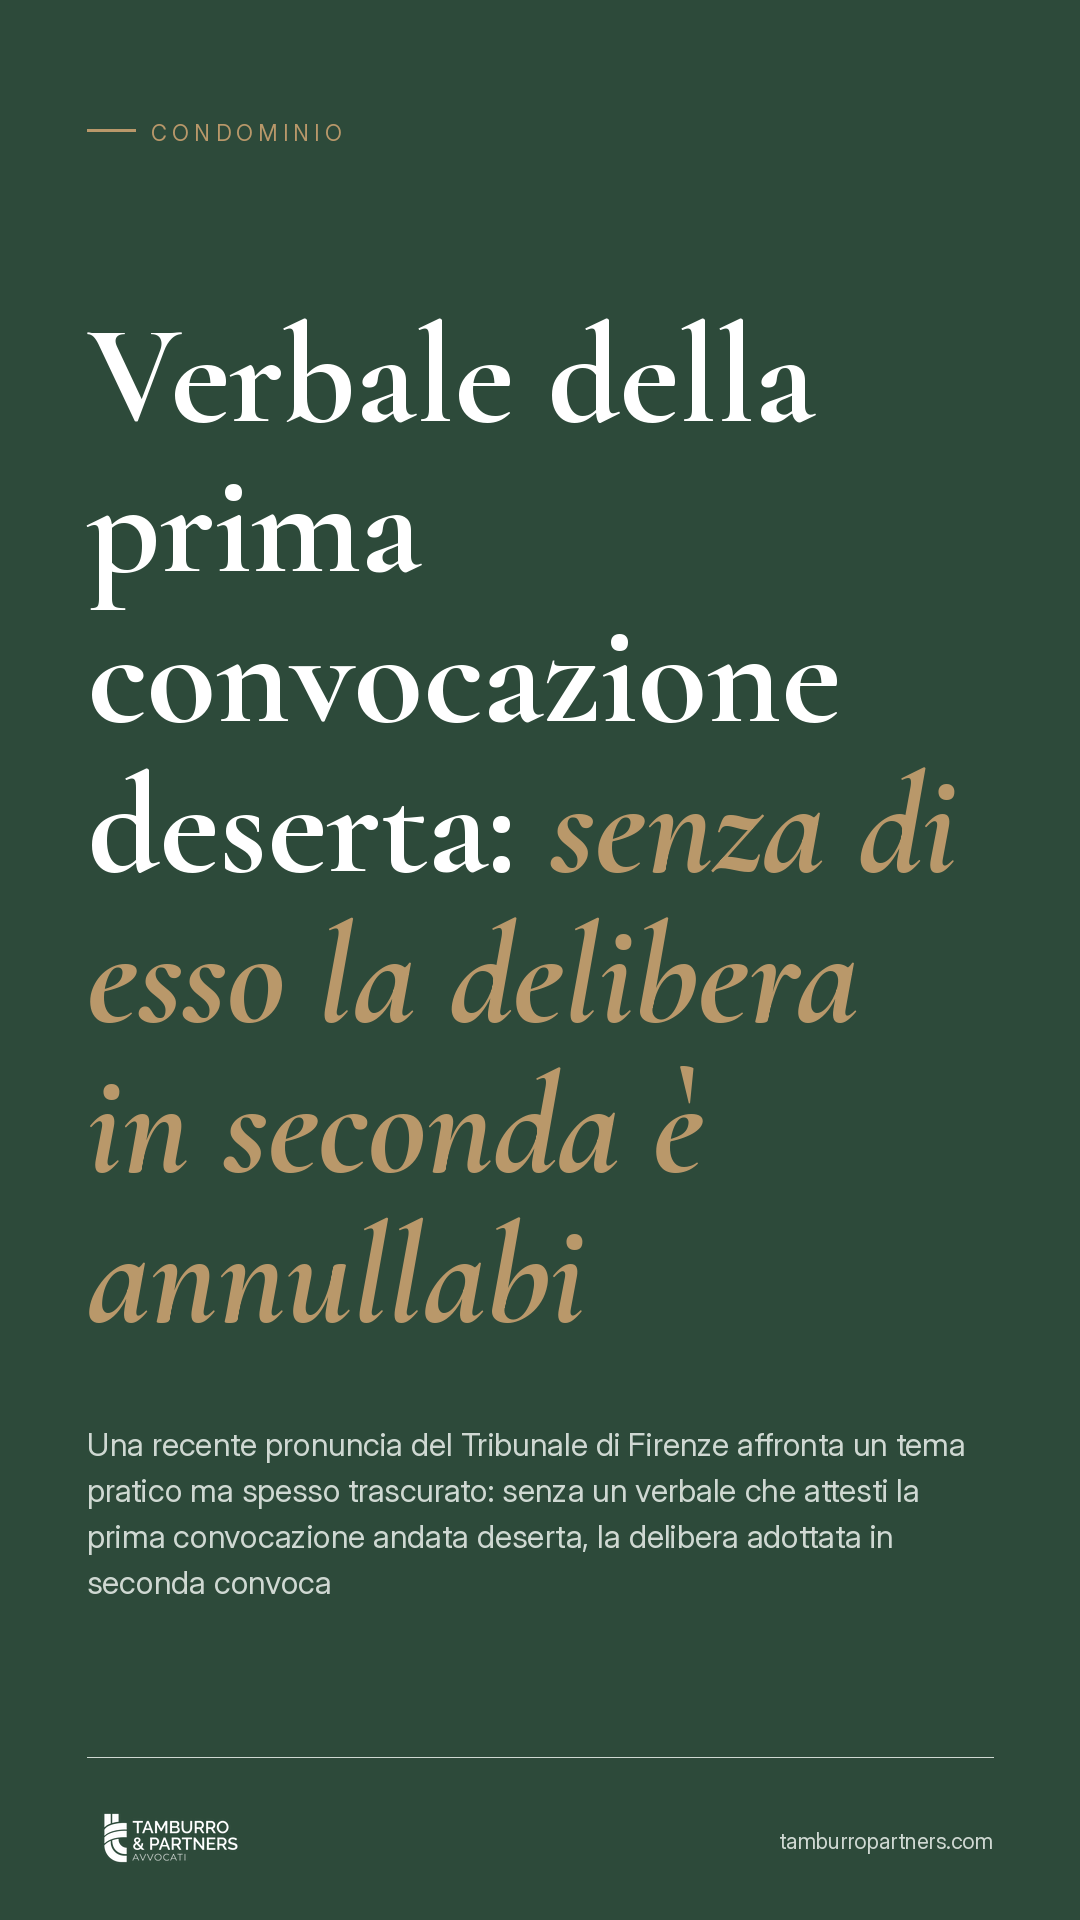 CONDOMINIO
Verbale della
prima
convocazione
deserta: senza di
esso la delibera
in seconda è
annullabi
Una recente pronuncia del Tribunale di Firenze affronta un tema
pratico ma spesso trascurato: senza un verbale che attesti la
prima convocazione andata deserta, la delibera adottata in
seconda convoca
TAMBURRO
& PARTNERS
AVVOCATI
tamburropartners.com